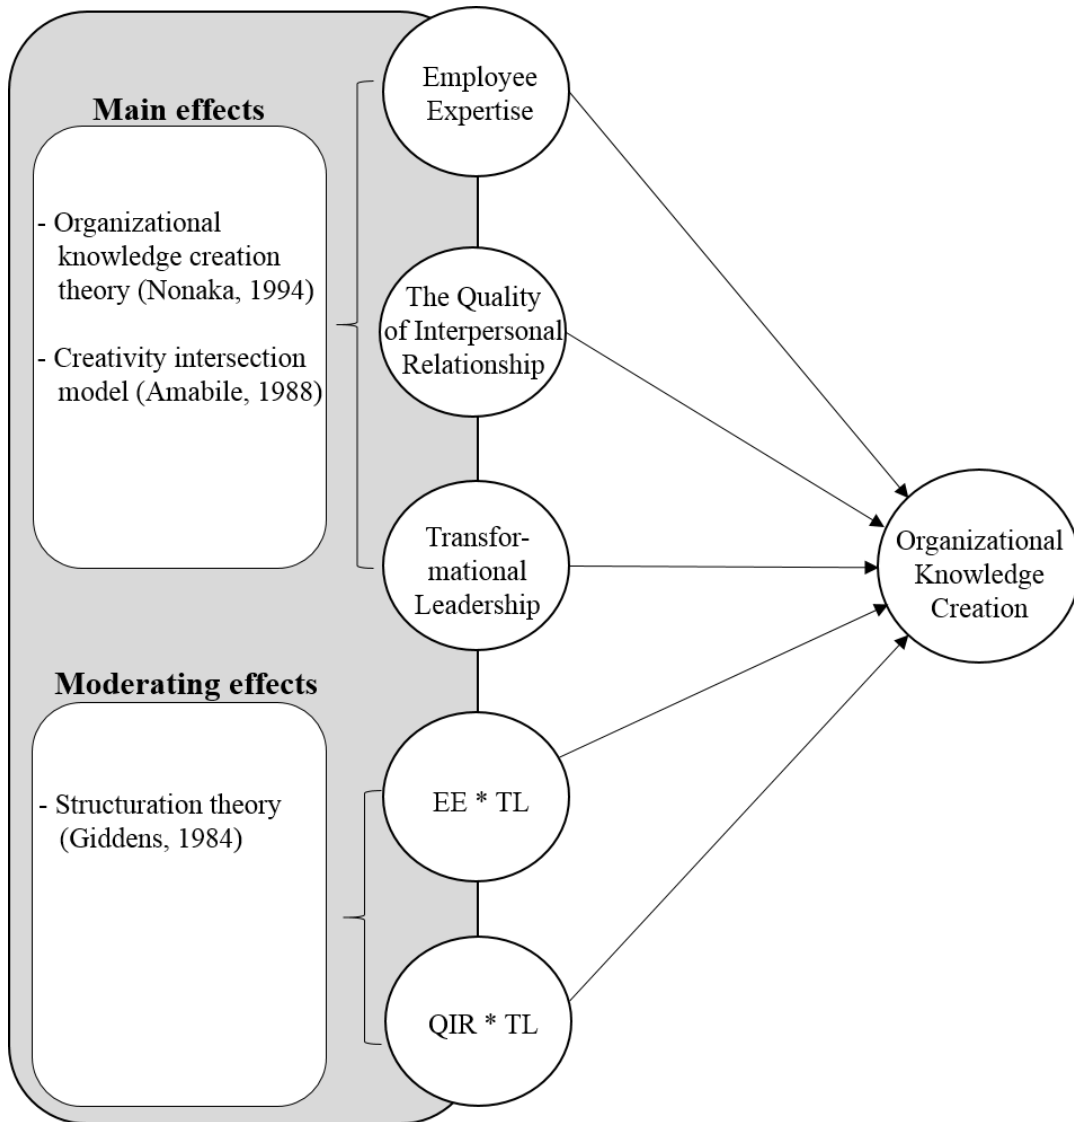 Main effects
- Organizational
knowledge creation
theory (Nonaka, 1994)
- Creativity intersection
model (Amabile, 1988)
Employee
Expertise
The Quality
of Interpersonal
Relationship
Transfor-
mational
Leadership
Organizational
Knowledge
Creation
Moderating effects
- Structuration theory
(Giddens, 1984)
EE * TL
QIR * TL